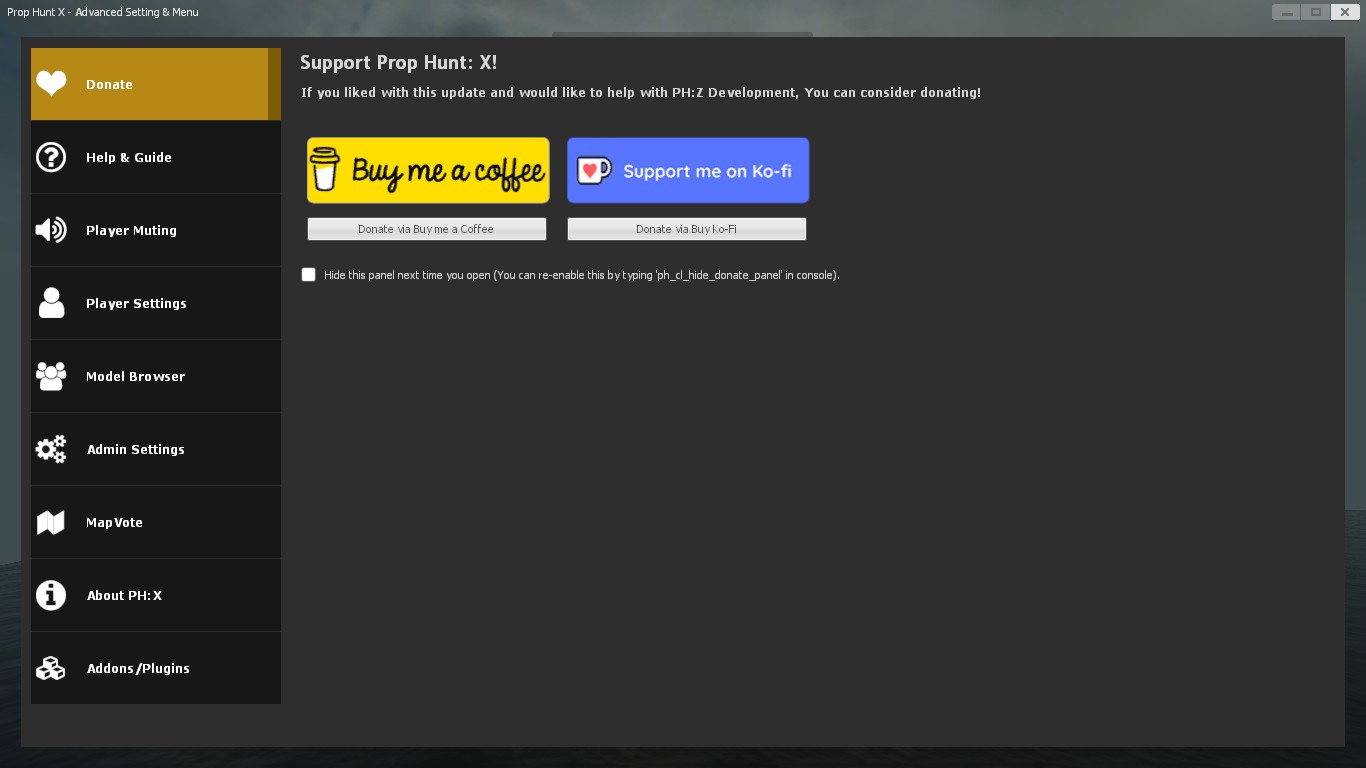 Prop Hunt X - Advanced Setting & Menu
Donate
Help & Guide
Player Muting
Player Settings
Model Browser
Admin Settings
MapVote
About PH:X
Addons/Plugins
Support Prop Hunt: X!
If you liked with this update and would like to help with PH:Z Development, You can consider donating!
Buy me a coffee
Support me on Ko-fi
Donate via Buy me a Coffee
Donate via Buy Ko-Fi
Hide this panel next time you open (You can re-enable this by typing 'ph_cl_hide_donate_panel' in console).